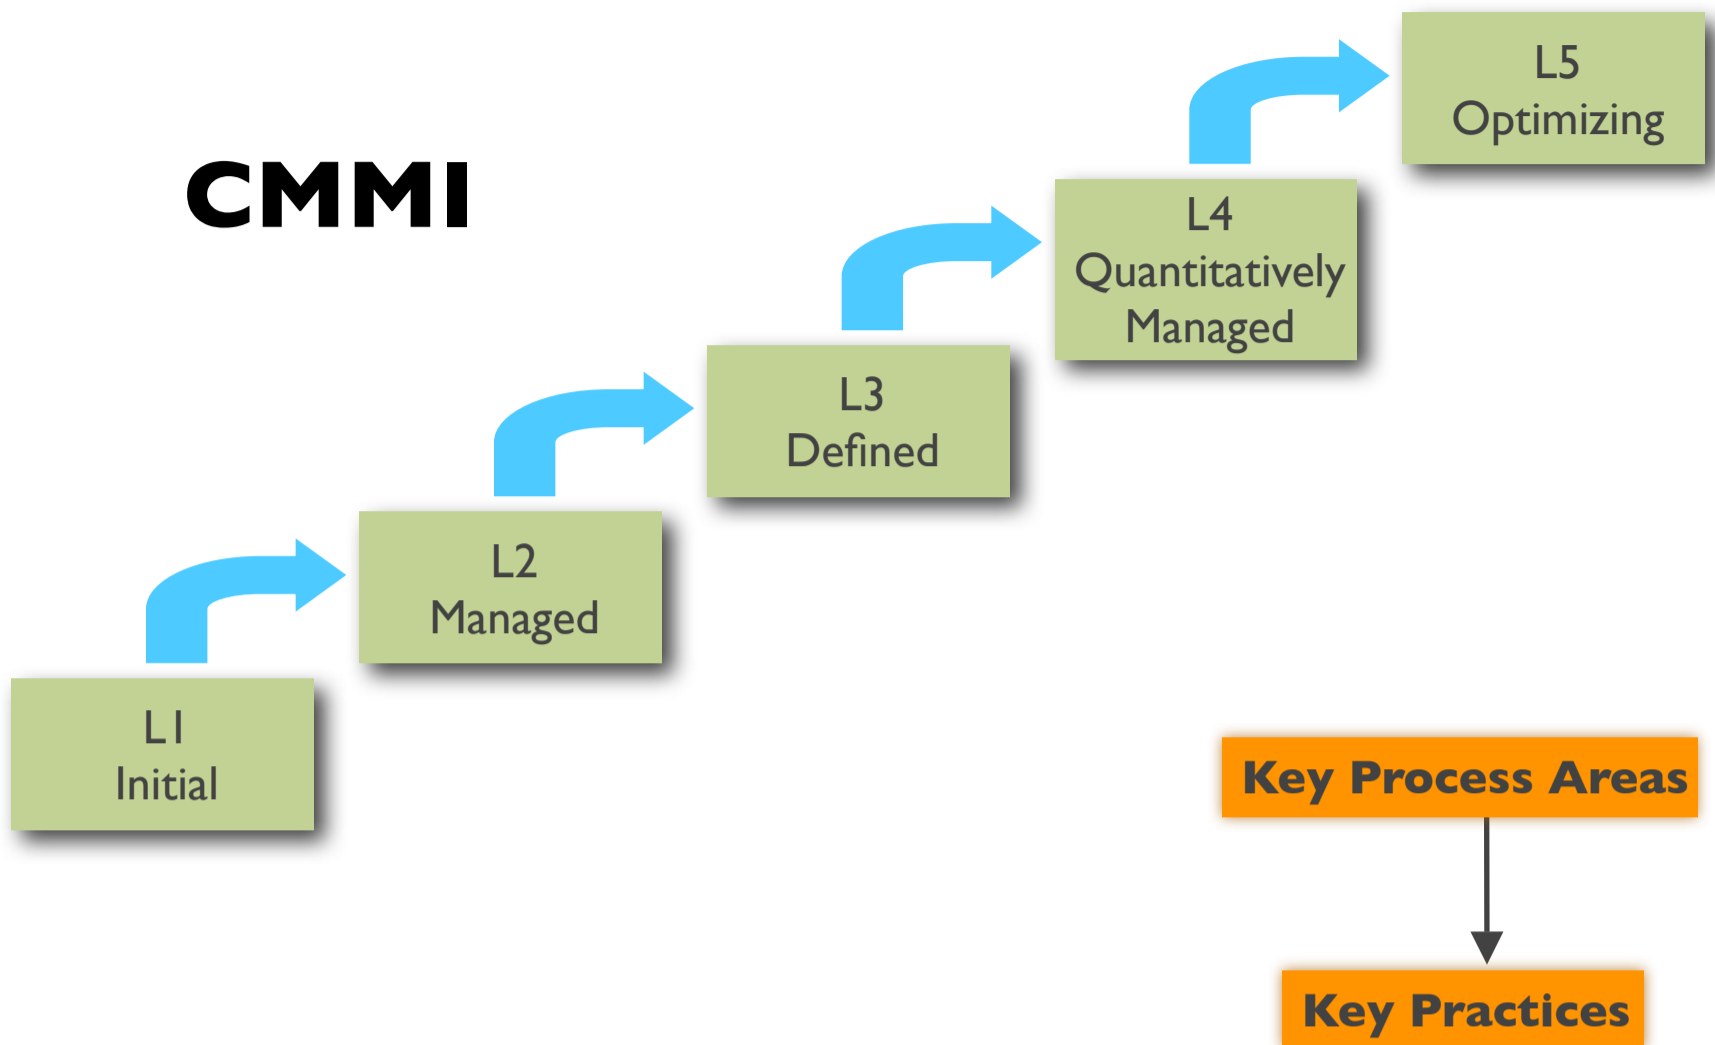 CMMI
L5
Optimizing
L4
Quantitatively
Managed
L3
Defined
L2
Managed
L1
Initial
Key Process Areas
Key Practices